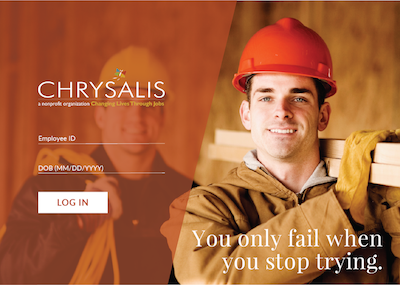 CHRYSALIS
a nonprofit organization Changing Lives Through Jobs
Employee ID
DOB (MM/DD/YYYY)
LOG IN
You only fail when
you stop trying.